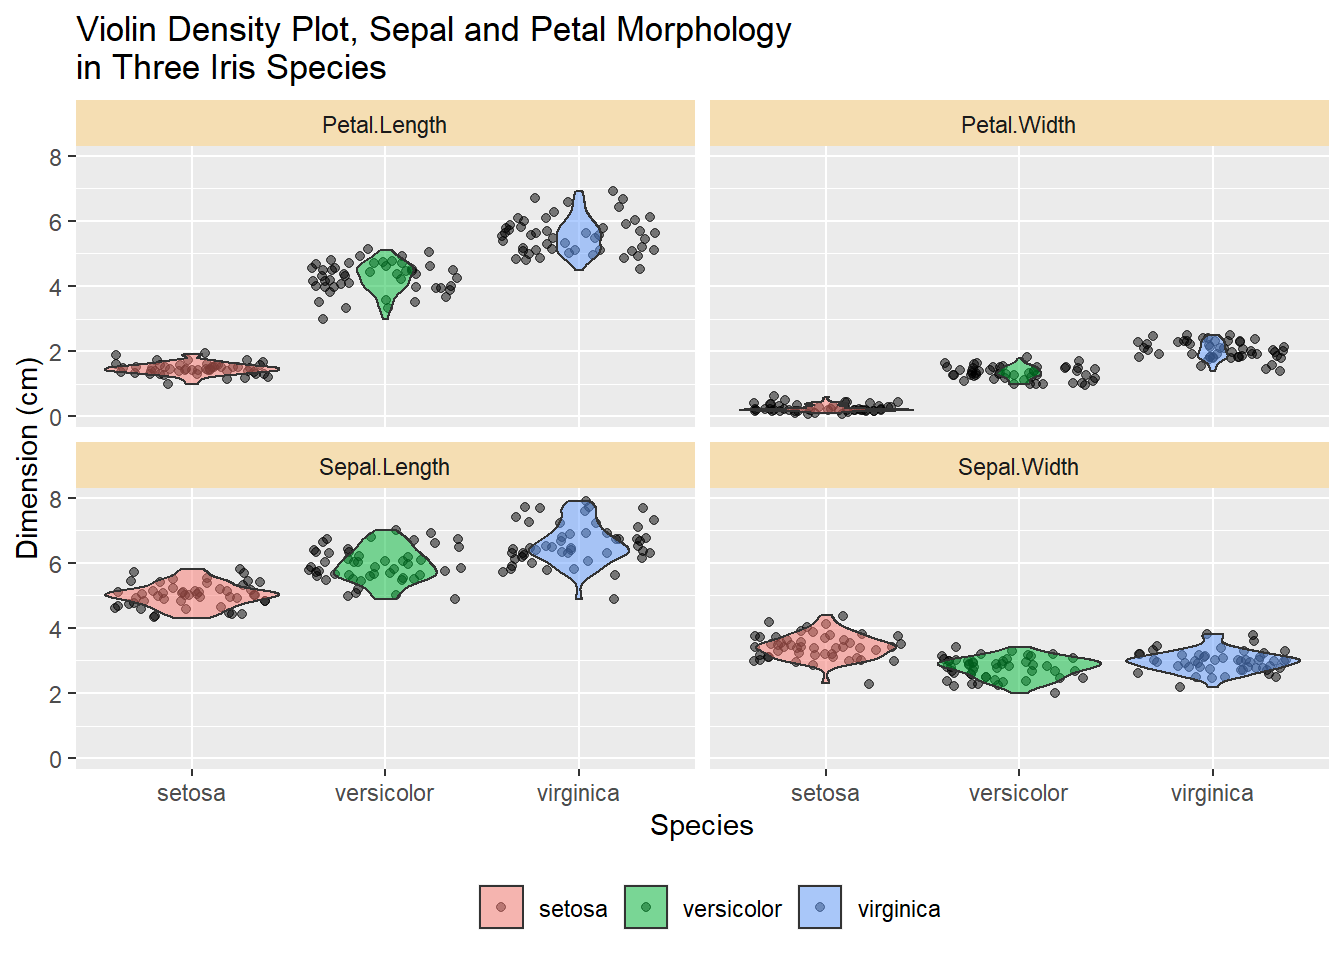 Violin Density Plot, Sepal and Petal Morphology
in Three Iris Species
Petal.Length
Petal.Width
8
6
4
2
0
Dimension (cm)
Sepal.Length
Sepal.Width
8
6
4
2
0
setosa
versicolor
virginica
setosa
versicolor
virginica
Species
setosa
versicolor
virginica